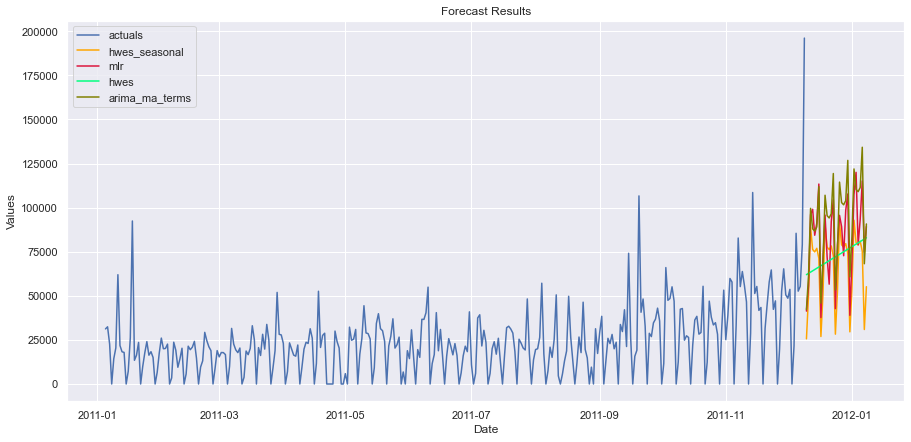 Forecast Results
actuals
hwes_seasonal
mlr
hwes
arima_ma_terms
200000
175000
150000
125000
100000
75000
50000
25000
0
Values
2011-01
2011-03
2011-05
2011-07
2011-09
2011-11
2012-01
Date